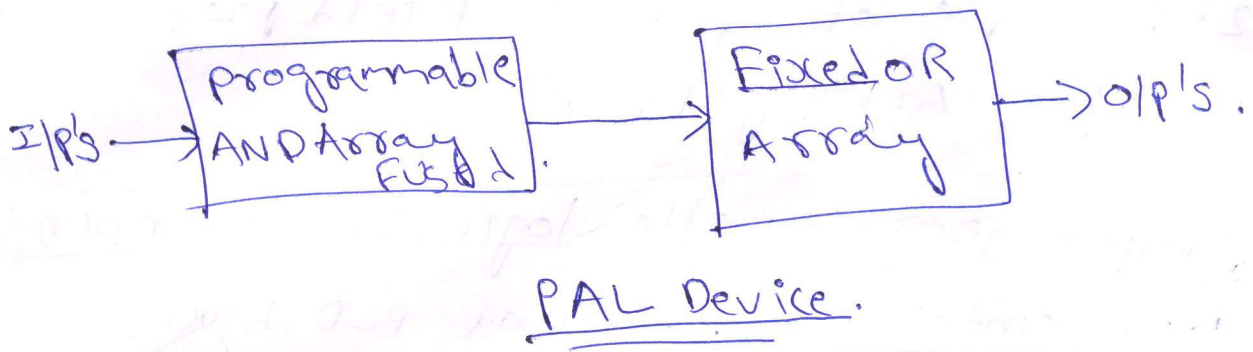 I/P's
programmable
AND Array
Fused.
Fixed OR
Array
O/P's.
PAL Device.